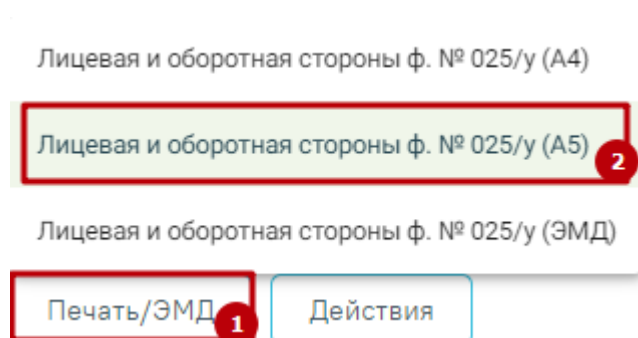 Лицевая и оборотная стороны ф. № 025/у (А4)
Лицевая и оборотная стороны ф. № 025/у (А5)
2
Лицевая и оборотная стороны ф. № 025/у (ЭМД)
Печать/ЭМД 1 Действия